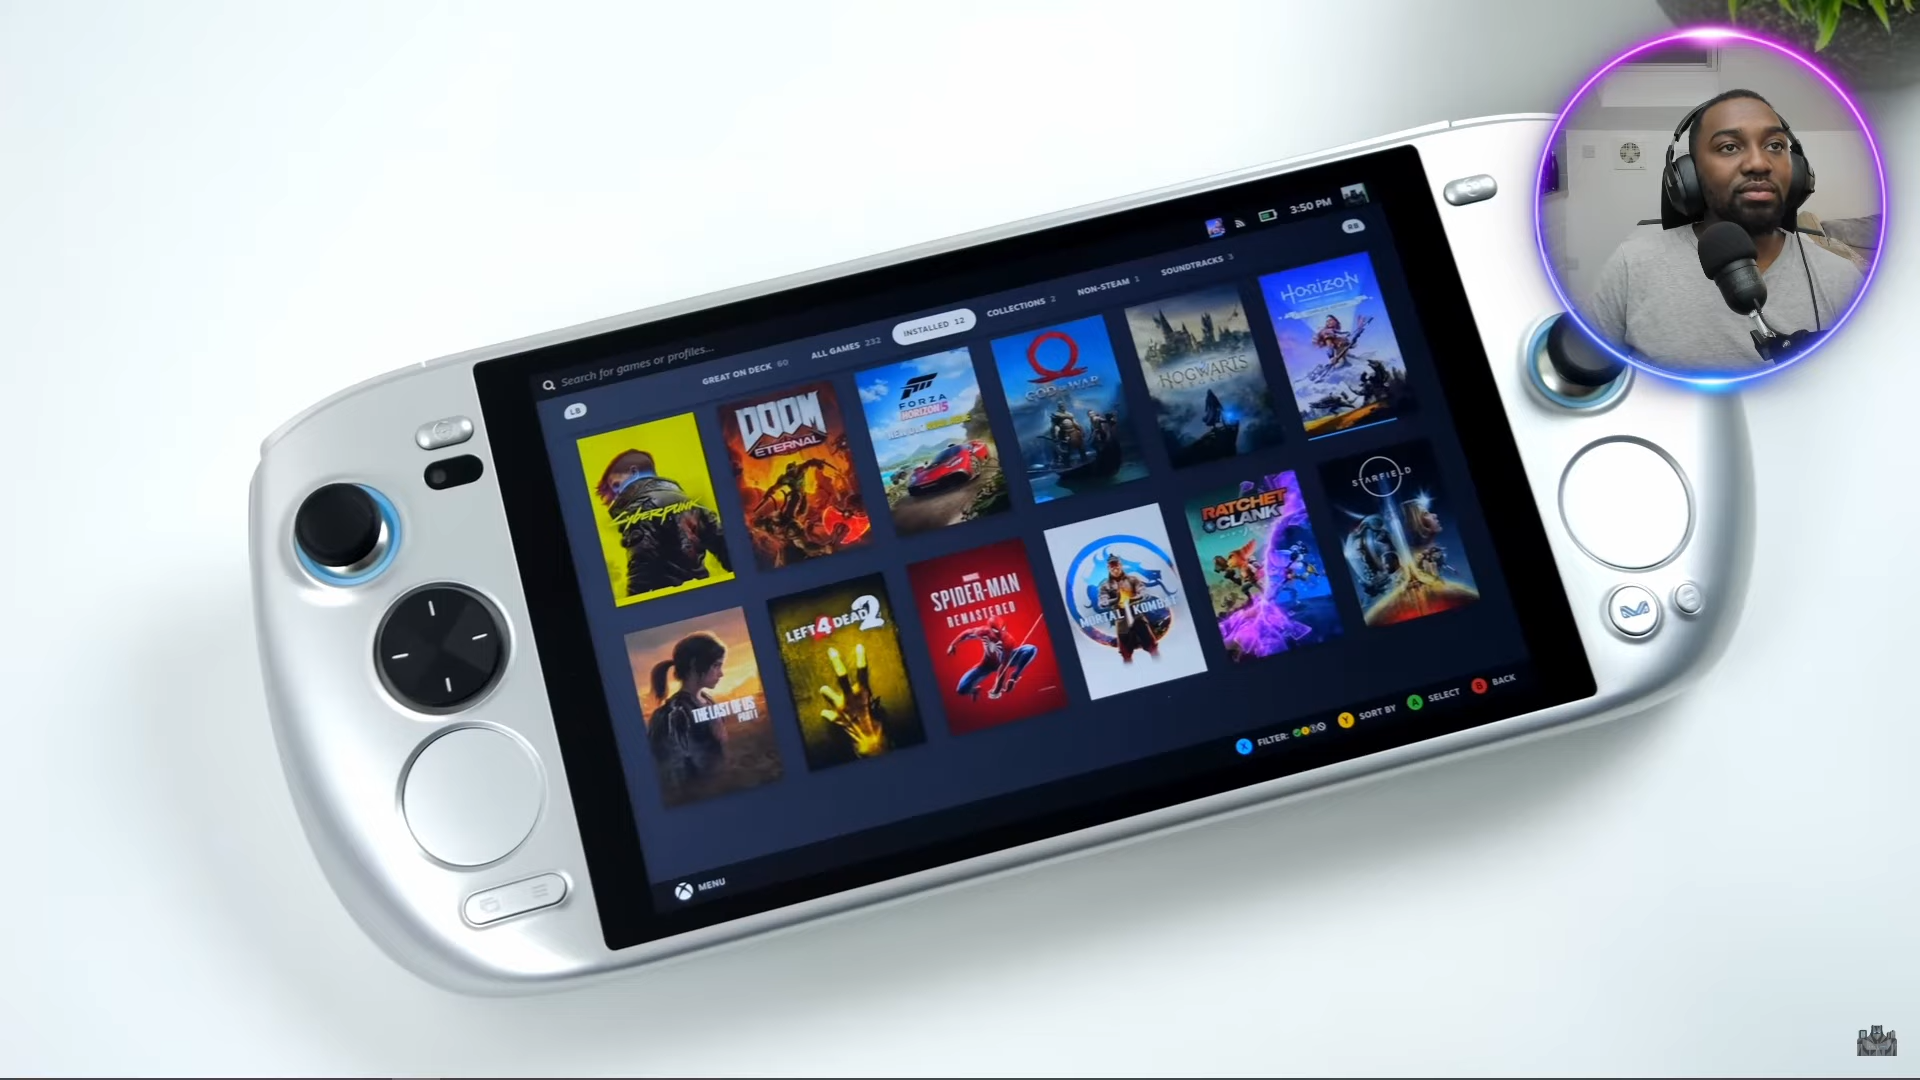 3:50 PM
Search for games or profiles...
RB
LB
GREAT ON DECK 60
ALL GAMES 232
INSTALLED 12
COLLECTIONS 2
NON-STEAM 1
SOUNDTRACKS 3
Cyberpunk
DOOM
ETERNAL
FORZA
HORIZON 5
GOD OF WAR
HOGWARTS
LEGACY
HORIZON
THE LAST OF US
PART I
LEFT 4 DEAD 2
MARVEL
SPIDER-MAN
REMASTERED
MORTAL KOMBAT
RATCHET
CLANK
STARFIELD
MENU
X FILTER:
Y SORT BY
A SELECT
B BACK